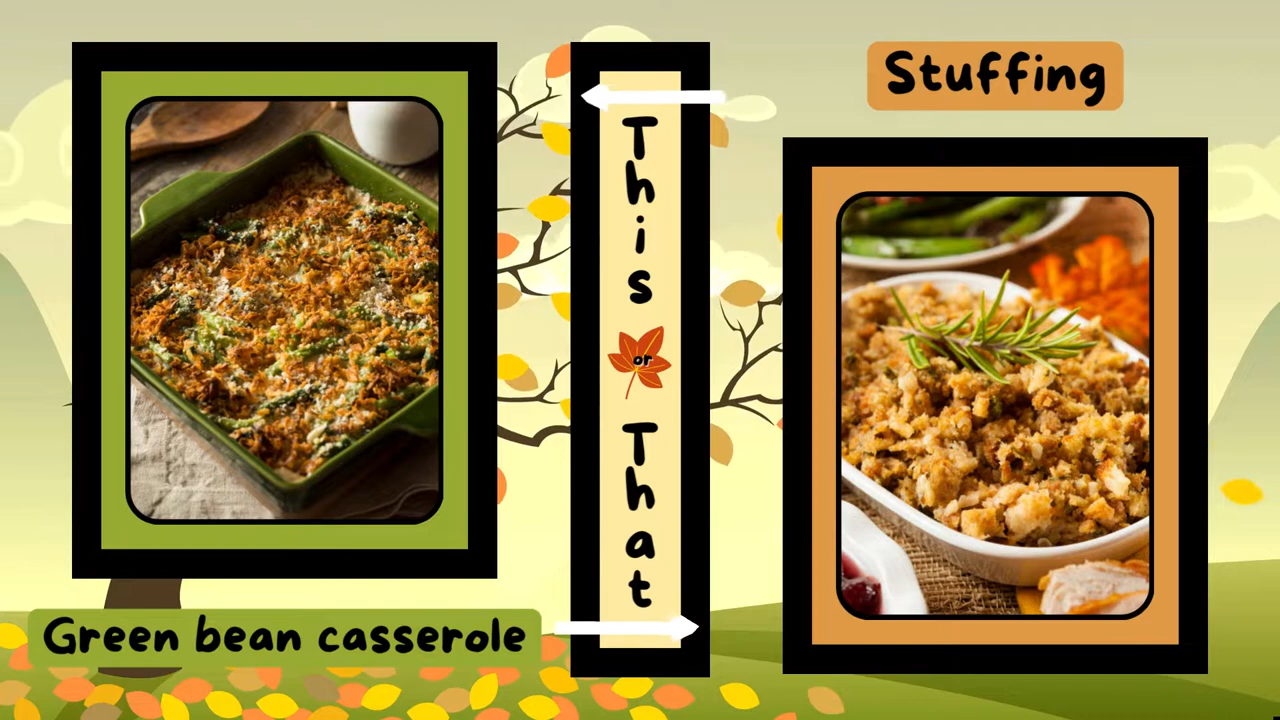 Stuffing
This
or
That
Green bean casserole